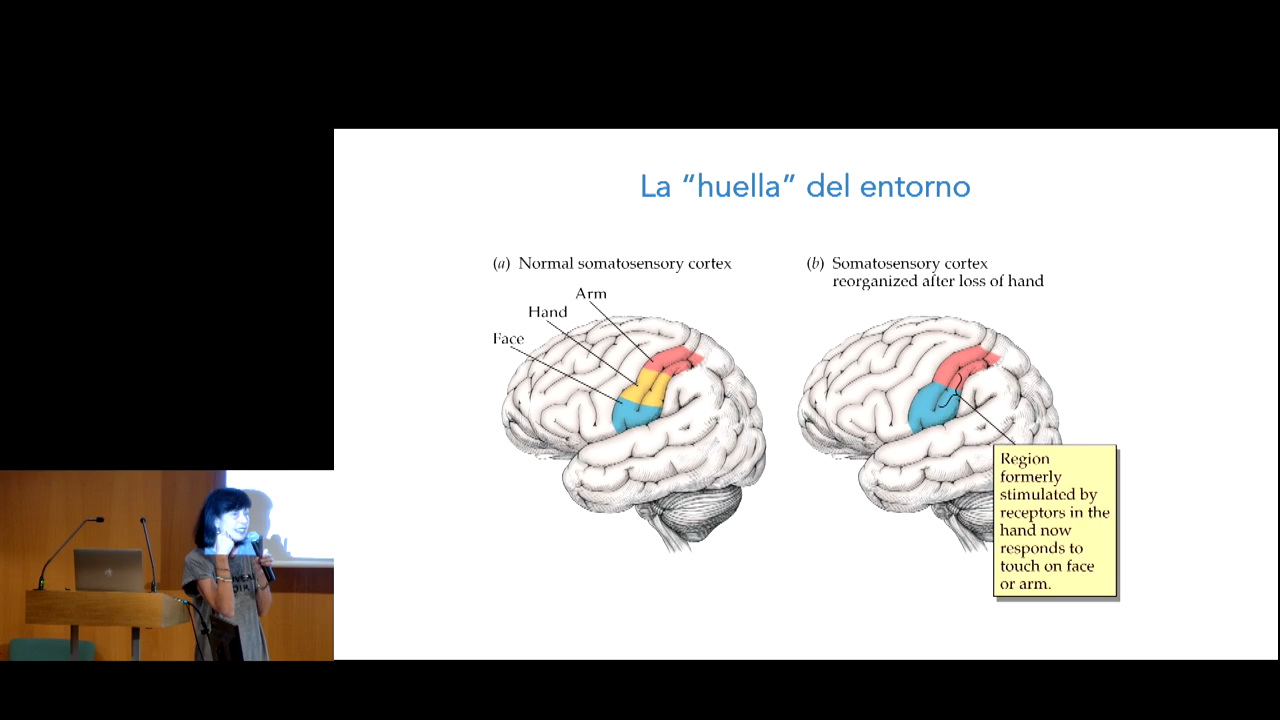 La “huella” del entorno
(a) Normal somatosensory cortex
Arm
Hand
Face
(b) Somatosensory cortex
reorganized after loss of hand
Region
formerly
stimulated by
receptors in the
hand now
responds to
touch on face
or arm.